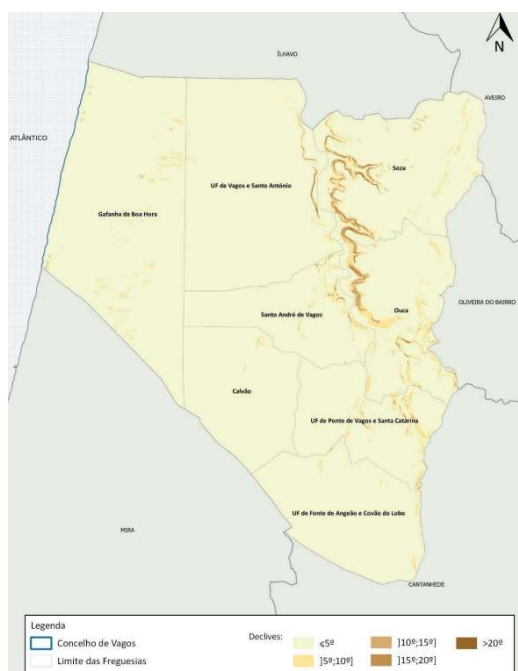 N
ÍLHAVO
AVEIRO
ATLÂNTICO
Soza
UF de Vagos e Santo António
Gafanha da Boa Hora
OLIVEIRA DO BAIRRO
Santo André de Vagos
Ouca
Calvão
UF de Ponte de Vagos e Santa Catarina
UF de Fonte de Angeão e Covão do Lobo
MIRA
CANTANHEDE
Legenda
Concelho de Vagos
Limite das Freguesias
Declives:
≤5º
]5º;10º]
]10º;15º]
]15º;20º]
>20º